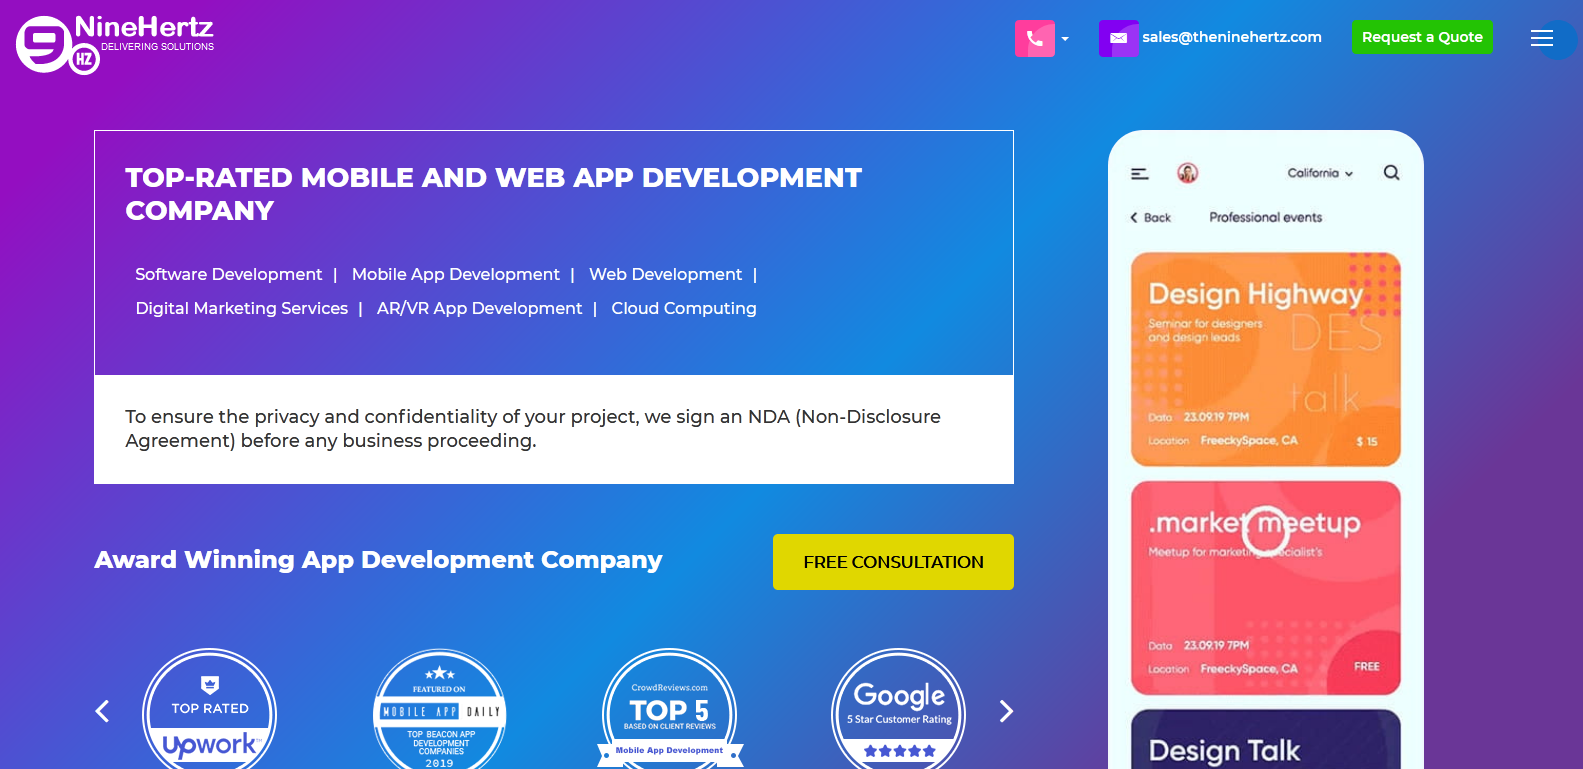 NineHertz
DELIVERING SOLUTIONS
9
HZ
sales@theninehertz.com
Request a Quote
TOP-RATED MOBILE AND WEB APP DEVELOPMENT
COMPANY
Software Development | Mobile App Development | Web Development |
Digital Marketing Services | AR/VR App Development | Cloud Computing
To ensure the privacy and confidentiality of your project, we sign an NDA (Non-Disclosure
Agreement) before any business proceeding.
Award Winning App Development Company
FREE CONSULTATION
TOP RATED
upwork™
FEATURED ON
MOBILE APP DAILY
TOP BEACON APP
DEVELOPMENT
COMPANIES
2019
CrowdReviews.com
TOP 5
BASED ON CLIENT REVIEWS
Mobile App Development
Google
5 Star Customer Rating
California
Back Professional events
Design Highway
Seminar for designers
and design leads
DES
talk
Data 23.09.19 7PM
Location FreeckySpace, CA $ 15
.market meetup
Meetup for marketing specialist's
Data 23.09.19 7PM
Location FreeckySpace, CA FREE
Design Talk